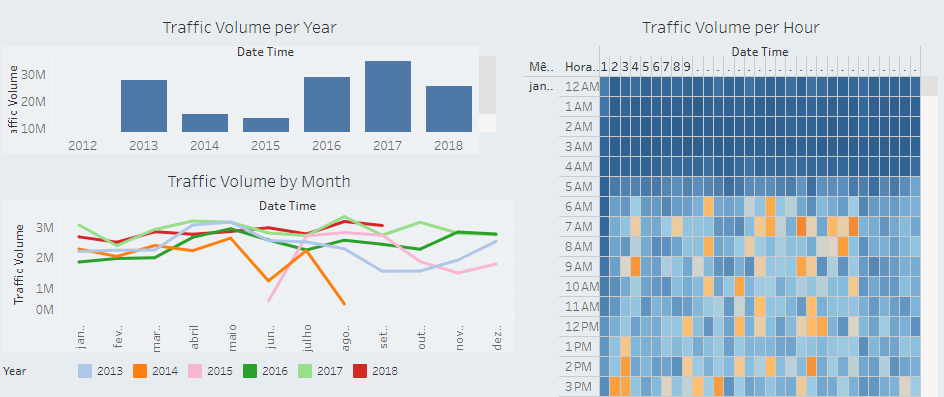 Traffic Volume per Year
Date Time
affic Volume
30M
20M
10M
2012 2013 2014 2015 2016 2017 2018
Traffic Volume by Month
Date Time
Traffic Volume
3M
2M
1M
0M
jan.. fev.. mar.. abril maio jun.. julho ago.. set.. out.. nov.. dez..
Year 2013 2014 2015 2016 2017 2018
Traffic Volume per Hour
Date Time
Mê.. Hora.. 1 2 3 4 5 6 7 8 9 . . . . . . . . . . . . . . . . . . . . . .
jan.. 12 AM
1 AM
2 AM
3 AM
4 AM
5 AM
6 AM
7 AM
8 AM
9 AM
10 AM
11 AM
12 PM
1 PM
2 PM
3 PM